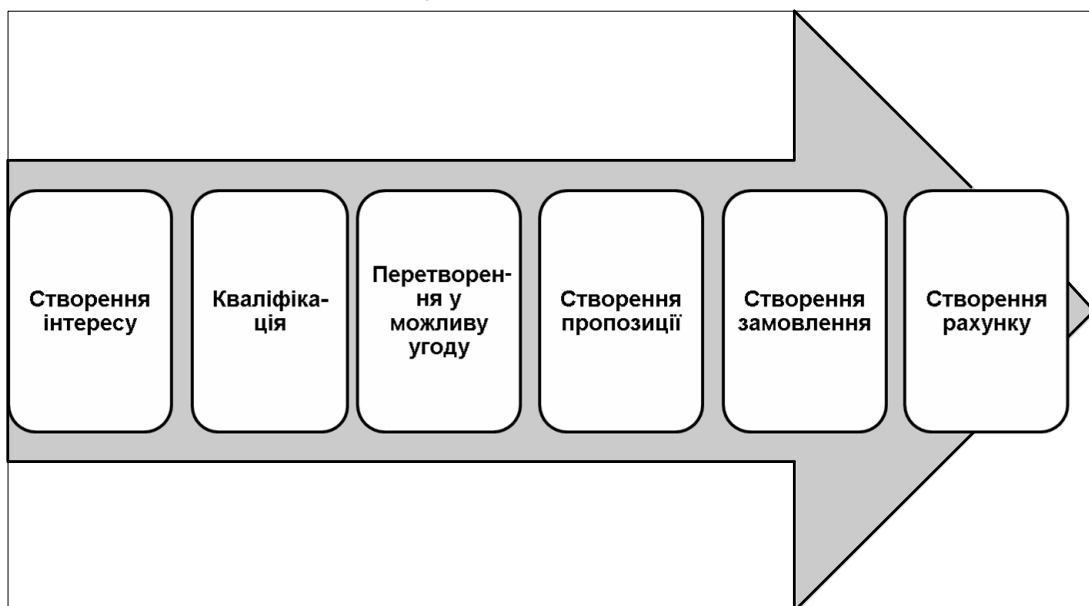 Створення
інтересу
Кваліфіка-
ція
Перетворен-
ня у
можливу
угоду
Створення
пропозиції
Створення
замовлення
Створення
рахунку